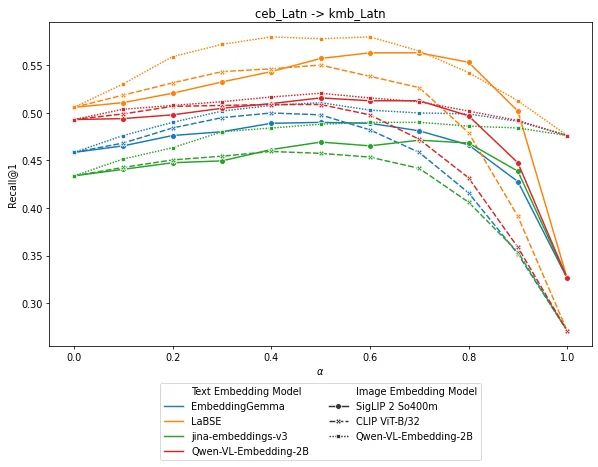 ceb_Latn -> kmb_Latn
Recall@1
0.55
0.50
0.45
0.40
0.35
0.30
0.0 0.2 0.4 0.6 0.8 1.0
α
Text Embedding Model
EmbeddingGemma
LaBSE
jina-embeddings-v3
Qwen-VL-Embedding-2B
Image Embedding Model
SigLIP 2 So400m
CLIP ViT-B/32
Qwen-VL-Embedding-2B